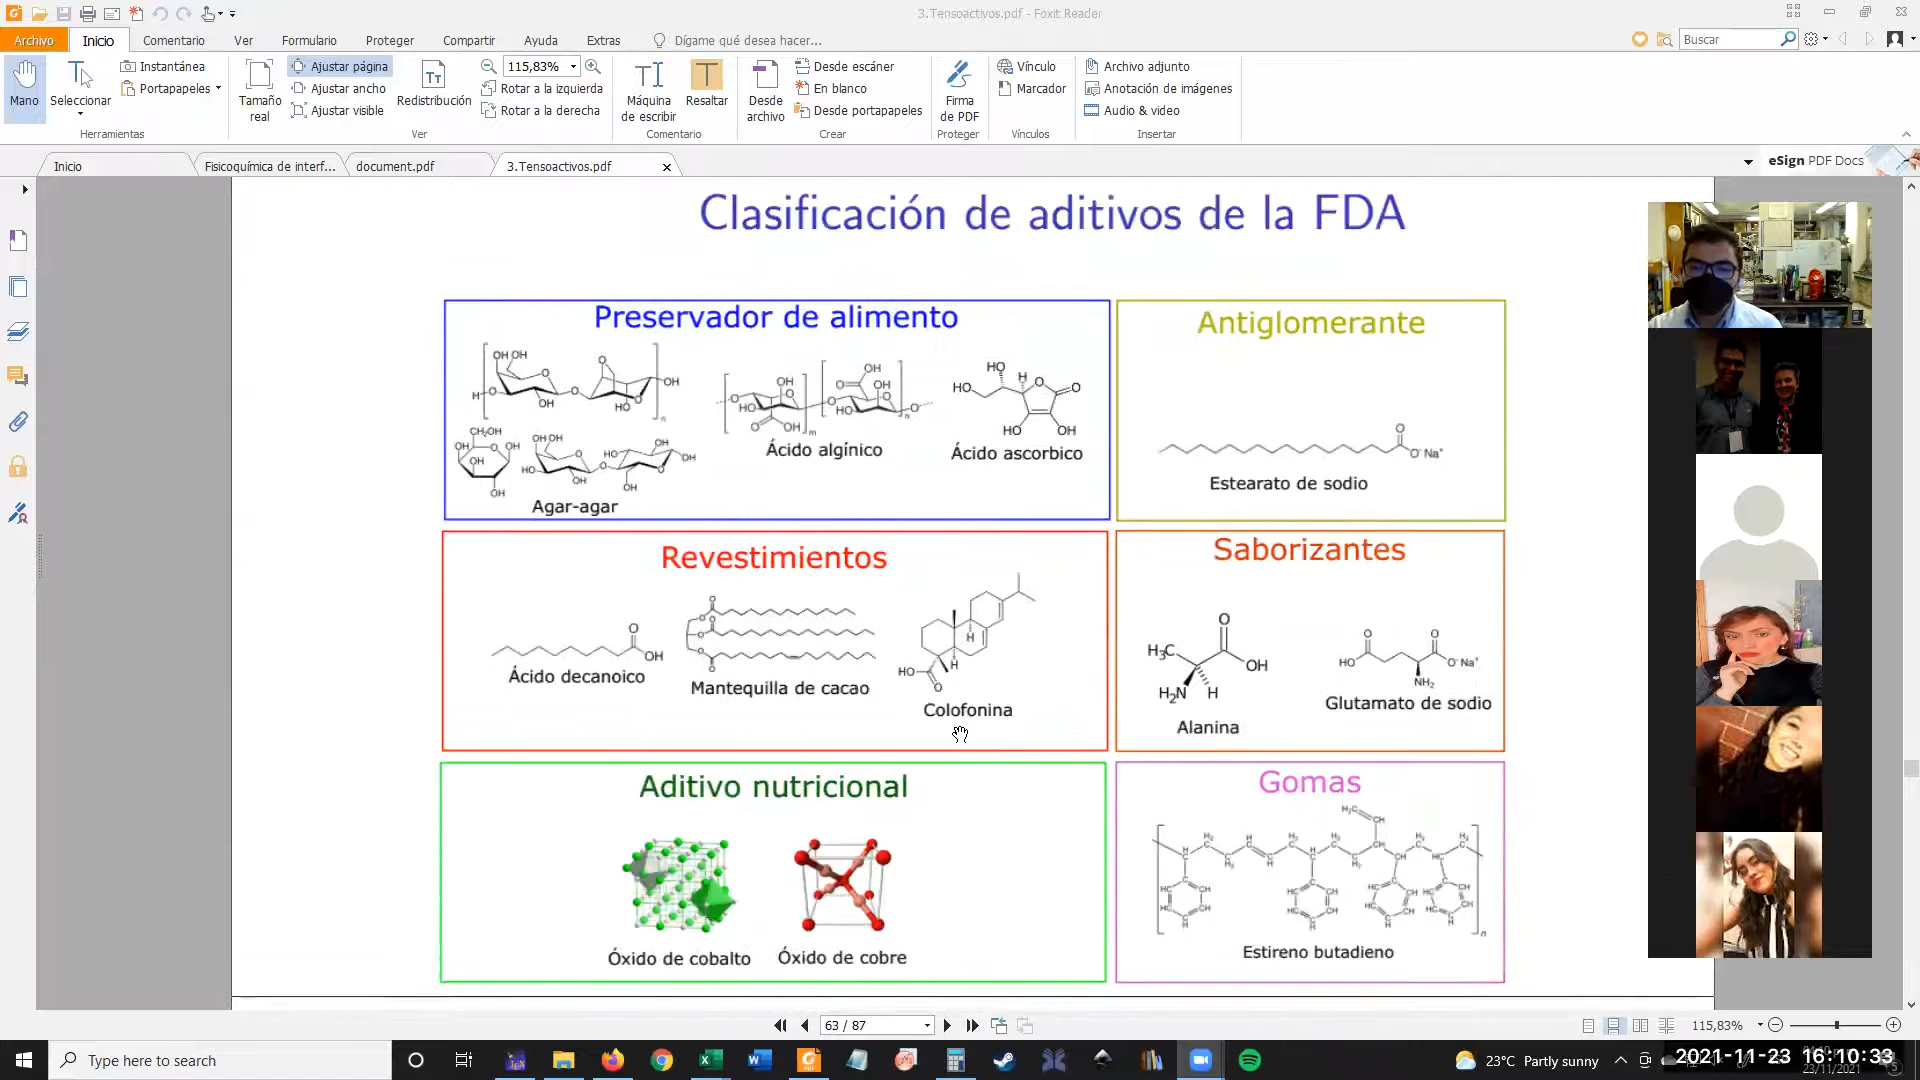 3.Tensoactivos.pdf - Foxit Reader
Archivo Inicio Comentario Ver Formulario Proteger Compartir Ayuda Extras Dígame qué desea hacer... Buscar
Mano
Seleccionar
Herramientas
Instantánea
Portapapeles
Tamaño real
Ajustar página
Ajustar ancho
Ajustar visible
Redistribución
115,83%
Rotar a la izquierda
Rotar a la derecha
Ver
Máquina de escribir
Resaltar
Comentario
Desde archivo
Desde escáner
En blanco
Desde portapapeles
Crear
Firma de PDF
Proteger
Vínculo
Marcador
Vínculos
Archivo adjunto
Anotación de imágenes
Audio & video
Insertar
Inicio Fisicoquímica de interf... document.pdf 3.Tensoactivos.pdf
eSign PDF Docs
Clasificación de aditivos de la FDA
Preservador de alimento
Agar-agar
Ácido algínico
Ácido ascorbico
Antiglomerante
Estearato de sodio
Revestimientos
Ácido decanoico
Mantequilla de cacao
Colofonina
Saborizantes
Alanina
Glutamato de sodio
Aditivo nutricional
Óxido de cobalto
Óxido de cobre
Gomas
Estireno butadieno
63 / 87
115,83%
Type here to search
23°C Partly sunny
2021-11-23 16:10:33
23/11/2021